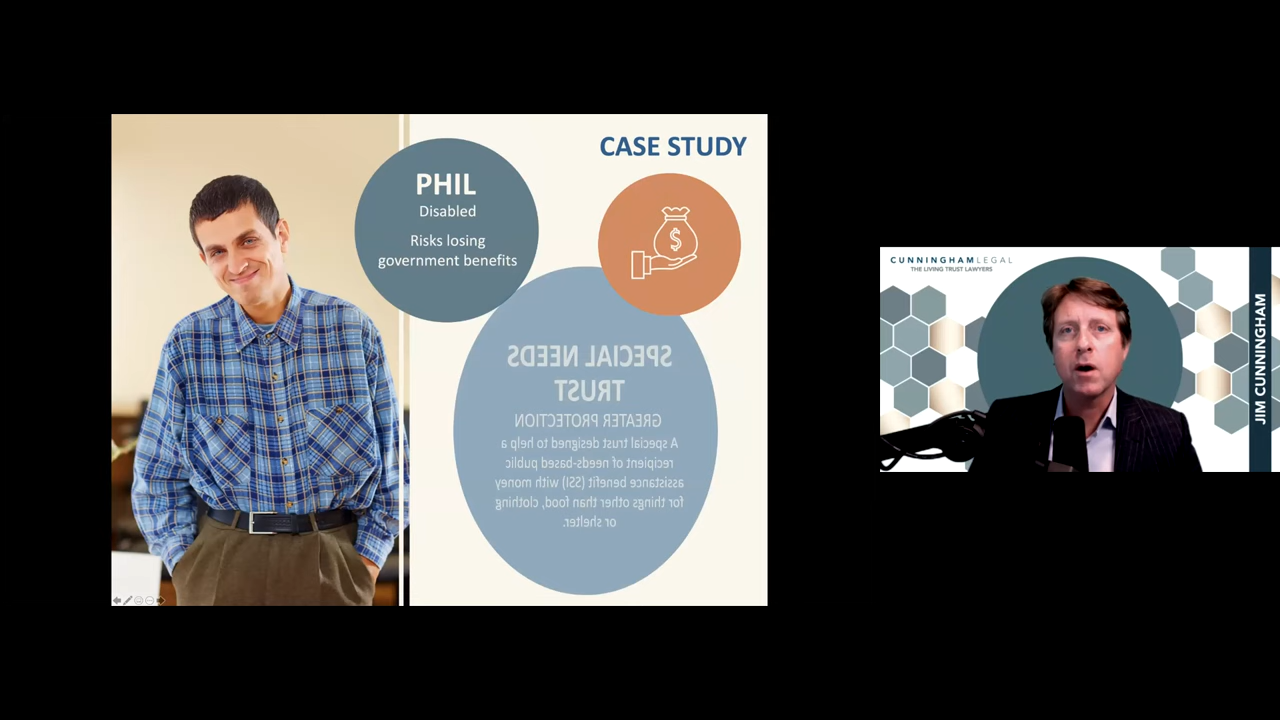 CASE STUDY
PHIL
Disabled
Risks losing
government benefits
$
SPECIAL NEEDS
TRUST
GREATER PROTECTION
A special trust designed to help a
recipient of needs-based public
assistance benefit (SSI) with money
for things other than food, clothing
or shelter.
CUNNINGHAMLEGAL
THE LIVING TRUST LAWYERS
JIM CUNNINGHAM